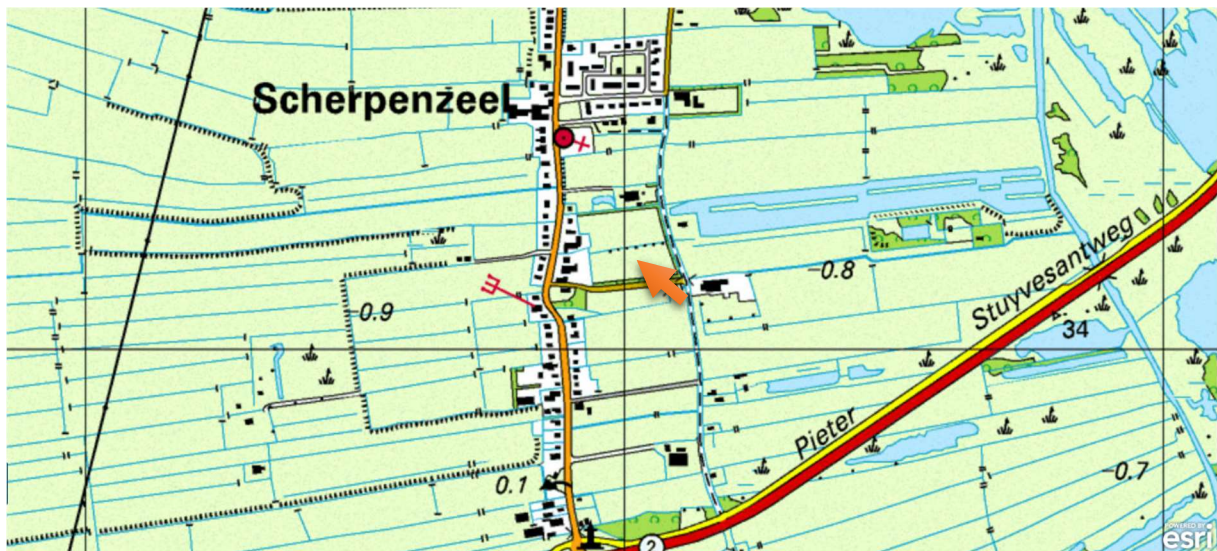 Scherpenzeel
-0.8
Stuyvesantweg
-0.9
34
Pieter
-0.7
0.1
2
POWERED BY
esri